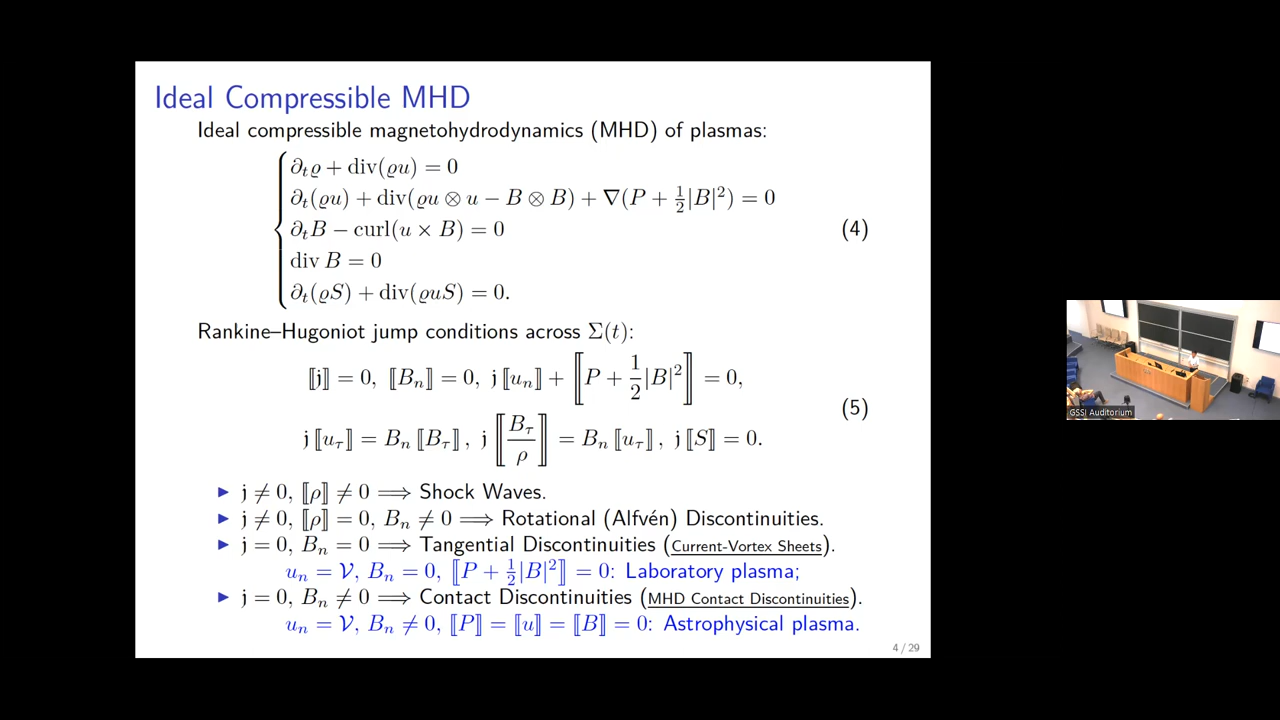 Ideal Compressible MHD
Ideal compressible magnetohydrodynamics (MHD) of plasmas:
∂ₜϱ + div(ϱu) = 0
∂ₜ(ϱu) + div(ϱu ⊗ u − B ⊗ B) + ∇(P + ½|B|²) = 0
∂ₜB − curl(u × B) = 0
(4)
div B = 0
∂ₜ(ϱS) + div(ϱuS) = 0.
Rankine–Hugoniot jump conditions across Σ(t):
⟦j⟧ = 0, ⟦Bₙ⟧ = 0, j⟦uₙ⟧ + ⟦P + ½|B|²⟧ = 0,
(5)
j⟦u_τ⟧ = Bₙ⟦B_τ⟧, j⟦B_τ/ρ⟧ = Bₙ⟦u_τ⟧, j⟦S⟧ = 0.
▶ j ≠ 0, ⟦ρ⟧ ≠ 0 ⟹ Shock Waves.
▶ j ≠ 0, ⟦ρ⟧ = 0, Bₙ ≠ 0 ⟹ Rotational (Alfvén) Discontinuities.
▶ j = 0, Bₙ = 0 ⟹ Tangential Discontinuities (Current-Vortex Sheets).
uₙ = 𝒱, Bₙ = 0, ⟦P + ½|B|²⟧ = 0: Laboratory plasma;
▶ j = 0, Bₙ ≠ 0 ⟹ Contact Discontinuities (MHD Contact Discontinuities).
uₙ = 𝒱, Bₙ ≠ 0, ⟦P⟧ = ⟦u⟧ = ⟦B⟧ = 0: Astrophysical plasma.
4 / 29
GSSI Auditorium